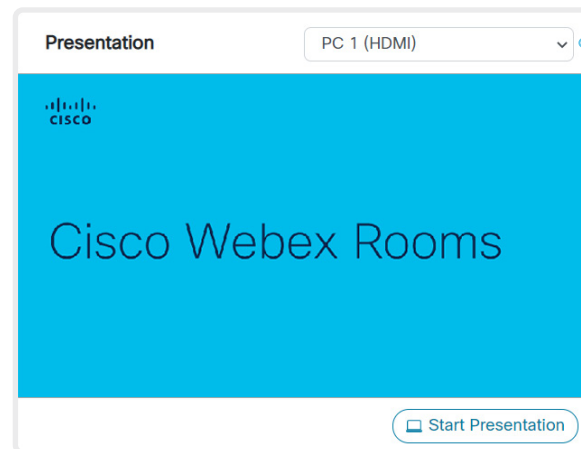 Presentation
PC 1 (HDMI)
CISCO
Cisco Webex Rooms
Start Presentation